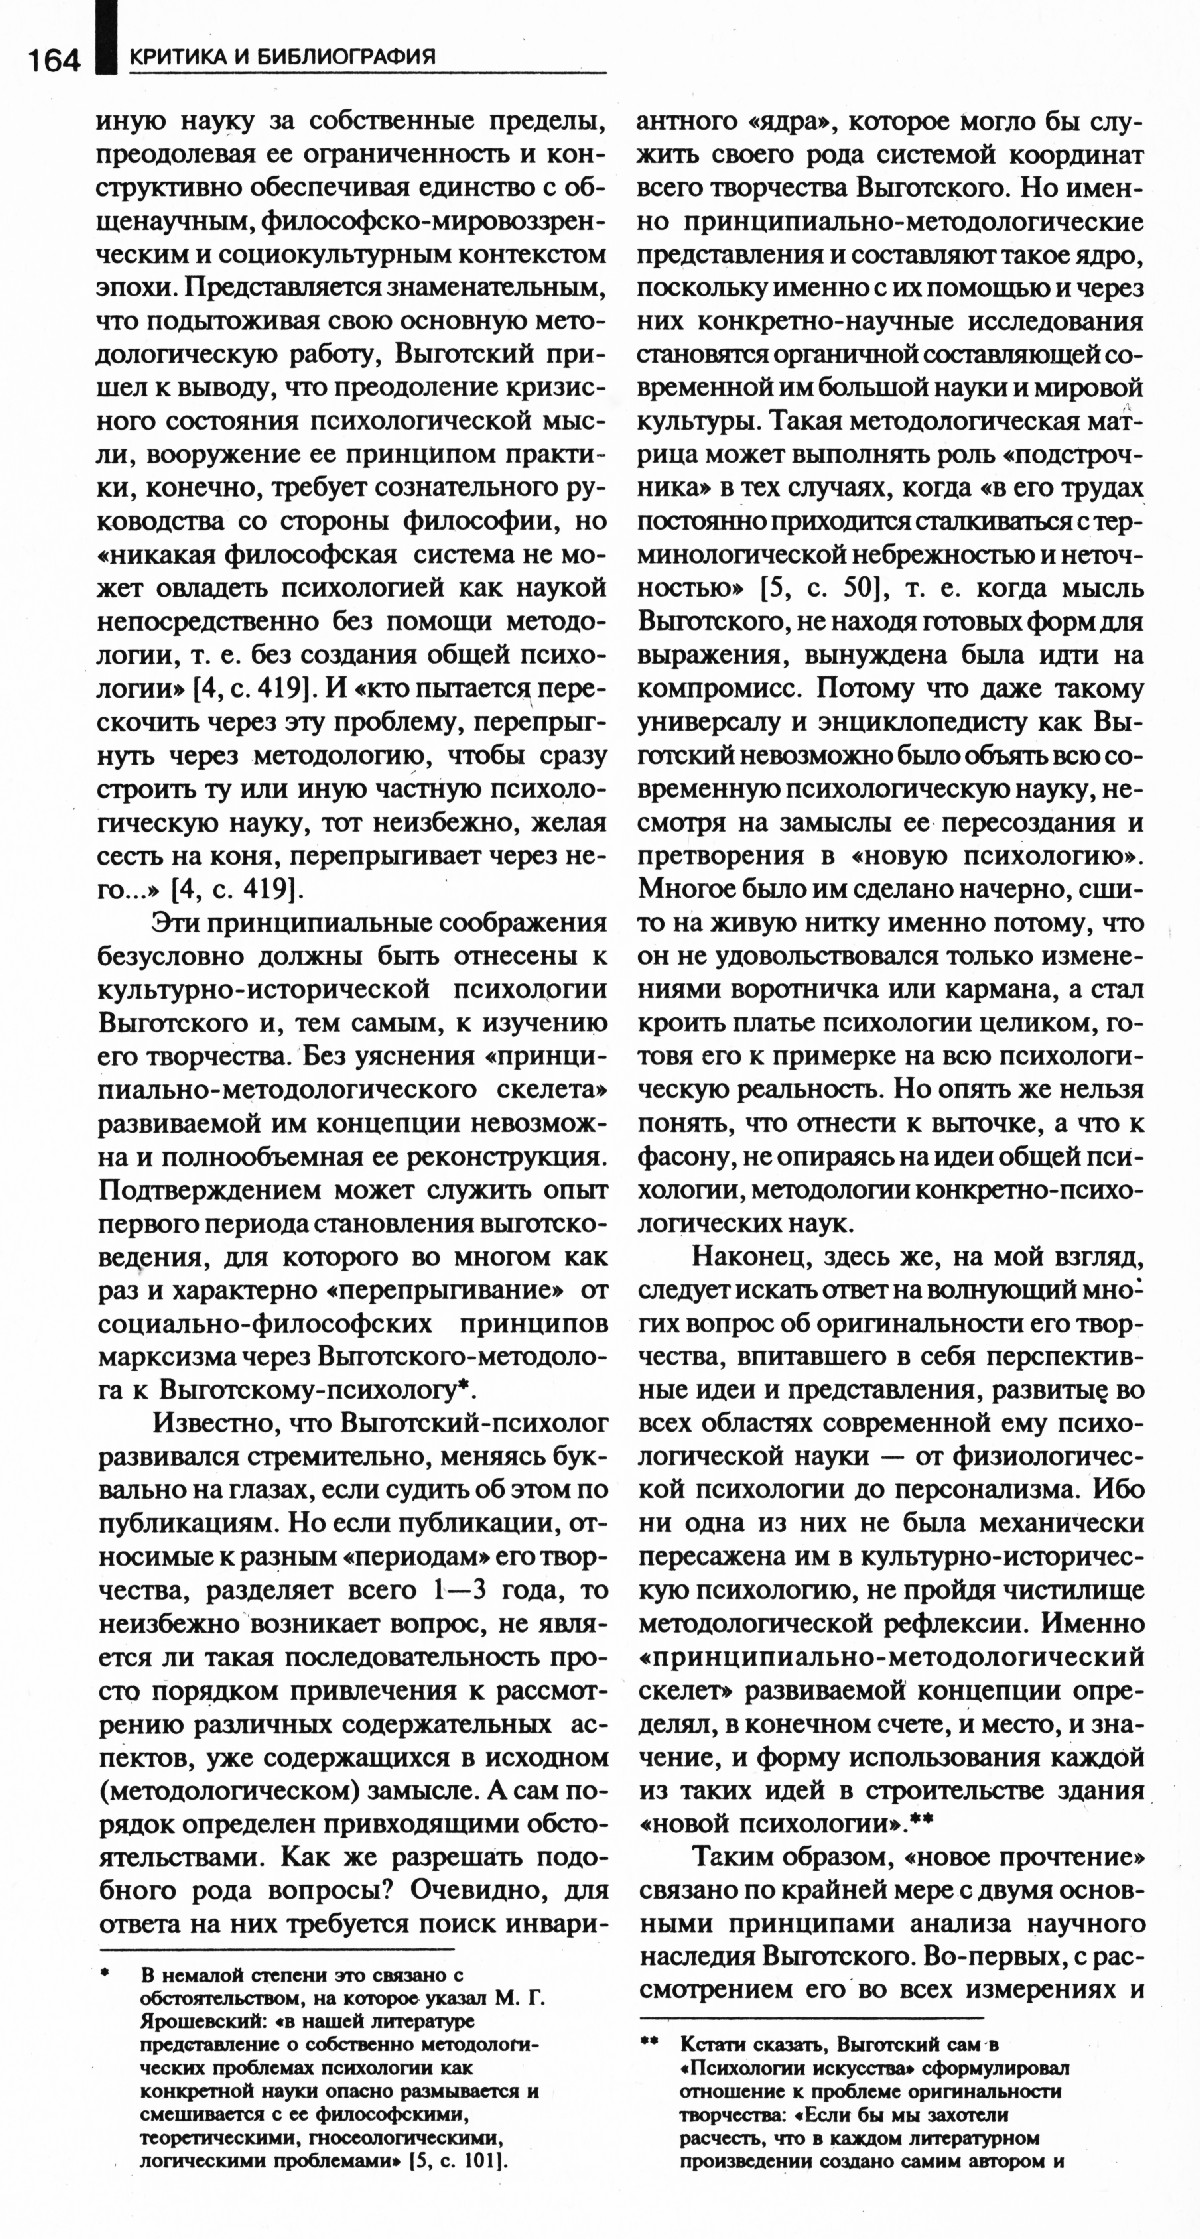 164
КРИТИКА И БИБЛИОГРАФИЯ
иную науку за собственные пределы,
преодолевая ее ограниченность и кон-
структивно обеспечивая единство с об-
щенаучным, философско-мировоззрен-
ческим и социокультурным контекстом
эпохи. Представляется знаменательным,
что подытоживая свою основную мето-
дологическую работу, Выготский при-
шел к выводу, что преодоление кризис-
ного состояния психологической мыс-
ли, вооружение ее принципом практи-
ки, конечно, требует сознательного ру-
ководства со стороны философии, но
«никакая философская система не мо-
жет овладеть психологией как наукой
непосредственно без помощи методо-
логии, т. е. без создания общей психо-
логии» [4, с. 419]. И «кто пытается пере-
скочить через эту проблему, перепрыг-
нуть через методологию, чтобы сразу
строить ту или иную частную психоло-
гическую науку, тот неизбежно, желая
сесть на коня, перепрыгивает через не-
го...» [4, с. 419].
Эти принципиальные соображения
безусловно должны быть отнесены к
культурно-исторической психологии
Выготского и, тем самым, к изучению
его творчества. Без уяснения «принци-
пиально-методологического скелета»
развиваемой им концепции невозмож-
на и полнообъемная ее реконструкция.
Подтверждением может служить опыт
первого периода становления выготско-
ведения, для которого во многом как
раз и характерно «перепрыгивание» от
социально-философских принципов
марксизма через Выготского-методоло-
га к Выготскому-психологу*.
Известно, что Выготский-психолог
развивался стремительно, меняясь бук-
вально на глазах, если судить об этом по
публикациям. Но если публикации, от-
носимые к разным «периодам» его твор-
чества, разделяет всего 1—3 года, то
неизбежно возникает вопрос, не явля-
ется ли такая последовательность про-
сто порядком привлечения к рассмот-
рению различных содержательных ас-
пектов, уже содержащихся в исходном
(методологическом) замысле. А сам по-
рядок определен привходящими обсто-
ятельствами. Как же разрешать подо-
бного рода вопросы? Очевидно, для
ответа на них требуется поиск инвари-
* В немалой степени это связано с
обстоятельством, на которое указал М. Г.
Ярошевский: «в нашей литературе
представление о собственно методологи-
ческих проблемах психологии как
конкретной науки опасно размывается и
смешивается с ее философскими,
теоретическими, гносеологическими,
логическими проблемами» [5, с. 101].
антного «ядра», которое могло бы слу-
жить своего рода системой координат
всего творчества Выготского. Но имен-
но принципиально-методологические
представления и составляют такое ядро,
поскольку именно с их помощью и через
них конкретно-научные исследования
становятся органичной составляющей со-
временной им большой науки и мировой
культуры. Такая методологическая мат-
рица может выполнять роль «подстроч-
ника» в тех случаях, когда «в его трудах
постоянно приходится сталкиваться с тер-
минологической небрежностью и неточ-
ностью» [5, с. 50], т. е. когда мысль
Выготского, не находя готовых форм для
выражения, вынуждена была идти на
компромисс. Потому что даже такому
универсалу и энциклопедисту как Вы-
готский невозможно было объять всю со-
временную психологическую науку, не-
смотря на замыслы ее пересоздания и
претворения в «новую психологию».
Многое было им сделано начерно, сши-
то на живую нитку именно потому, что
он не удовольствовался только измене-
ниями воротничка или кармана, а стал
кроить платье психологии целиком, го-
товя его к примерке на всю психологи-
ческую реальность. Но опять же нельзя
понять, что отнести к выточке, а что к
фасону, не опираясь на идеи общей пси-
хологии, методологии конкретно-психо-
логических наук.
Наконец, здесь же, на мой взгляд,
следует искать ответ на волнующий мно-
гих вопрос об оригинальности его твор-
чества, впитавшего в себя перспектив-
ные идеи и представления, развитые во
всех областях современной ему психо-
логической науки — от физиологичес-
кой психологии до персонализма. Ибо
ни одна из них не была механически
пересажена им в культурно-историчес-
кую психологию, не пройдя чистилище
методологической рефлексии. Именно
«принципиально-методологический
скелет» развиваемой концепции опре-
делял, в конечном счете, и место, и зна-
чение, и форму использования каждой
из таких идей в строительстве здания
«новой психологии».**
Таким образом, «новое прочтение»
связано по крайней мере с двумя основ-
ными принципами анализа научного
наследия Выготского. Во-первых, с рас-
смотрением его во всех измерениях и
** Кстати сказать, Выготский сам в
«Психологии искусства» сформулировал
отношение к проблеме оригинальности
творчества: «Если бы мы захотели
расчесть, что в каждом литературном
произведении создано самим автором и